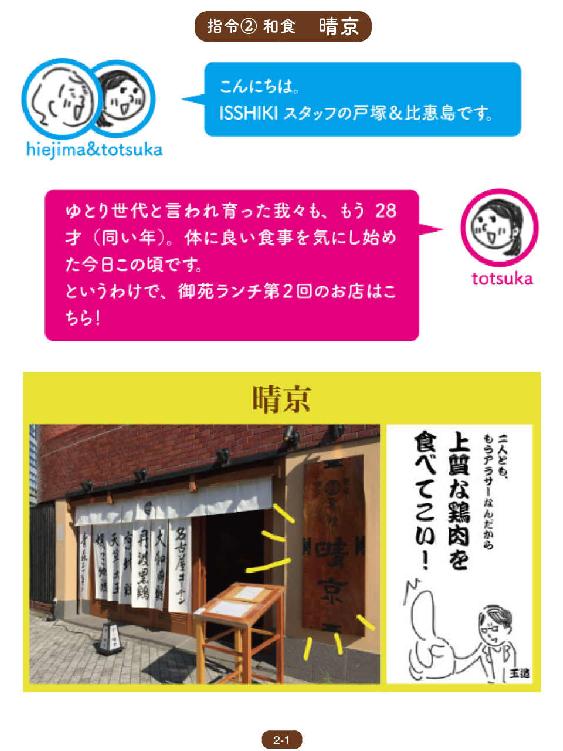 指令② 和食 晴京
こんにちは。
ISSHIKI スタッフの戸塚＆比恵島です。
hiejima&totsuka
ゆとり世代と言われ育った我々も、もう 28
才（同い年）。体に良い食事を気にし始め
た今日この頃です。
というわけで、御苑ランチ第２回のお店はこ
ちら！
totsuka
晴京
二人とも、
もうアラサーなんだから
上質な鶏肉を
食べてこい！
名古屋コーチン
大和肉鶏
丹波黒鶏
天草大王
晴京
2-1